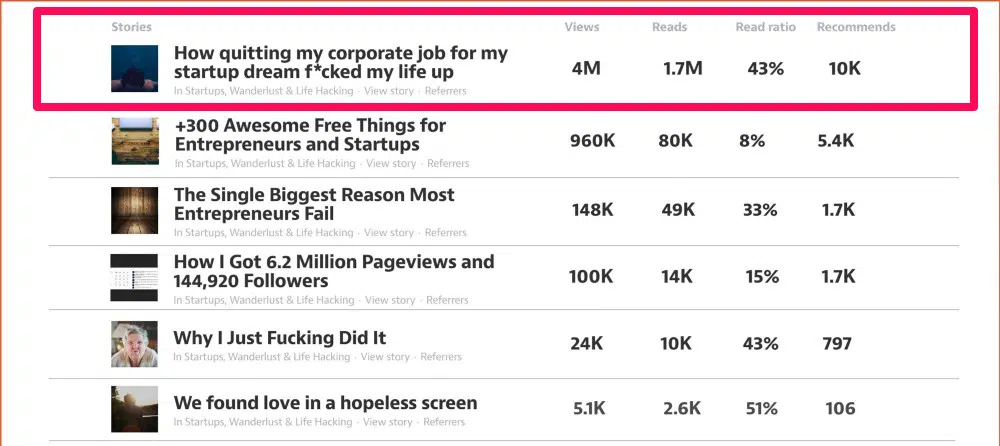 Stories Views Reads Read ratio Recommends
How quitting my corporate job for my
startup dream f*cked my life up
4M 1.7M 43% 10K
In Startups, Wanderlust & Life Hacking · View story · Referrers
+300 Awesome Free Things for
Entrepreneurs and Startups
960K 80K 8% 5.4K
In Startups, Wanderlust & Life Hacking · View story · Referrers
The Single Biggest Reason Most
Entrepreneurs Fail
148K 49K 33% 1.7K
In Startups, Wanderlust & Life Hacking · View story · Referrers
How I Got 6.2 Million Pageviews and
144,920 Followers
100K 14K 15% 1.7K
In Startups, Wanderlust & Life Hacking · View story · Referrers
Why I Just Fucking Did It
24K 10K 43% 797
In Startups, Wanderlust & Life Hacking · View story · Referrers
We found love in a hopeless screen
5.1K 2.6K 51% 106
In Startups, Wanderlust & Life Hacking · View story · Referrers